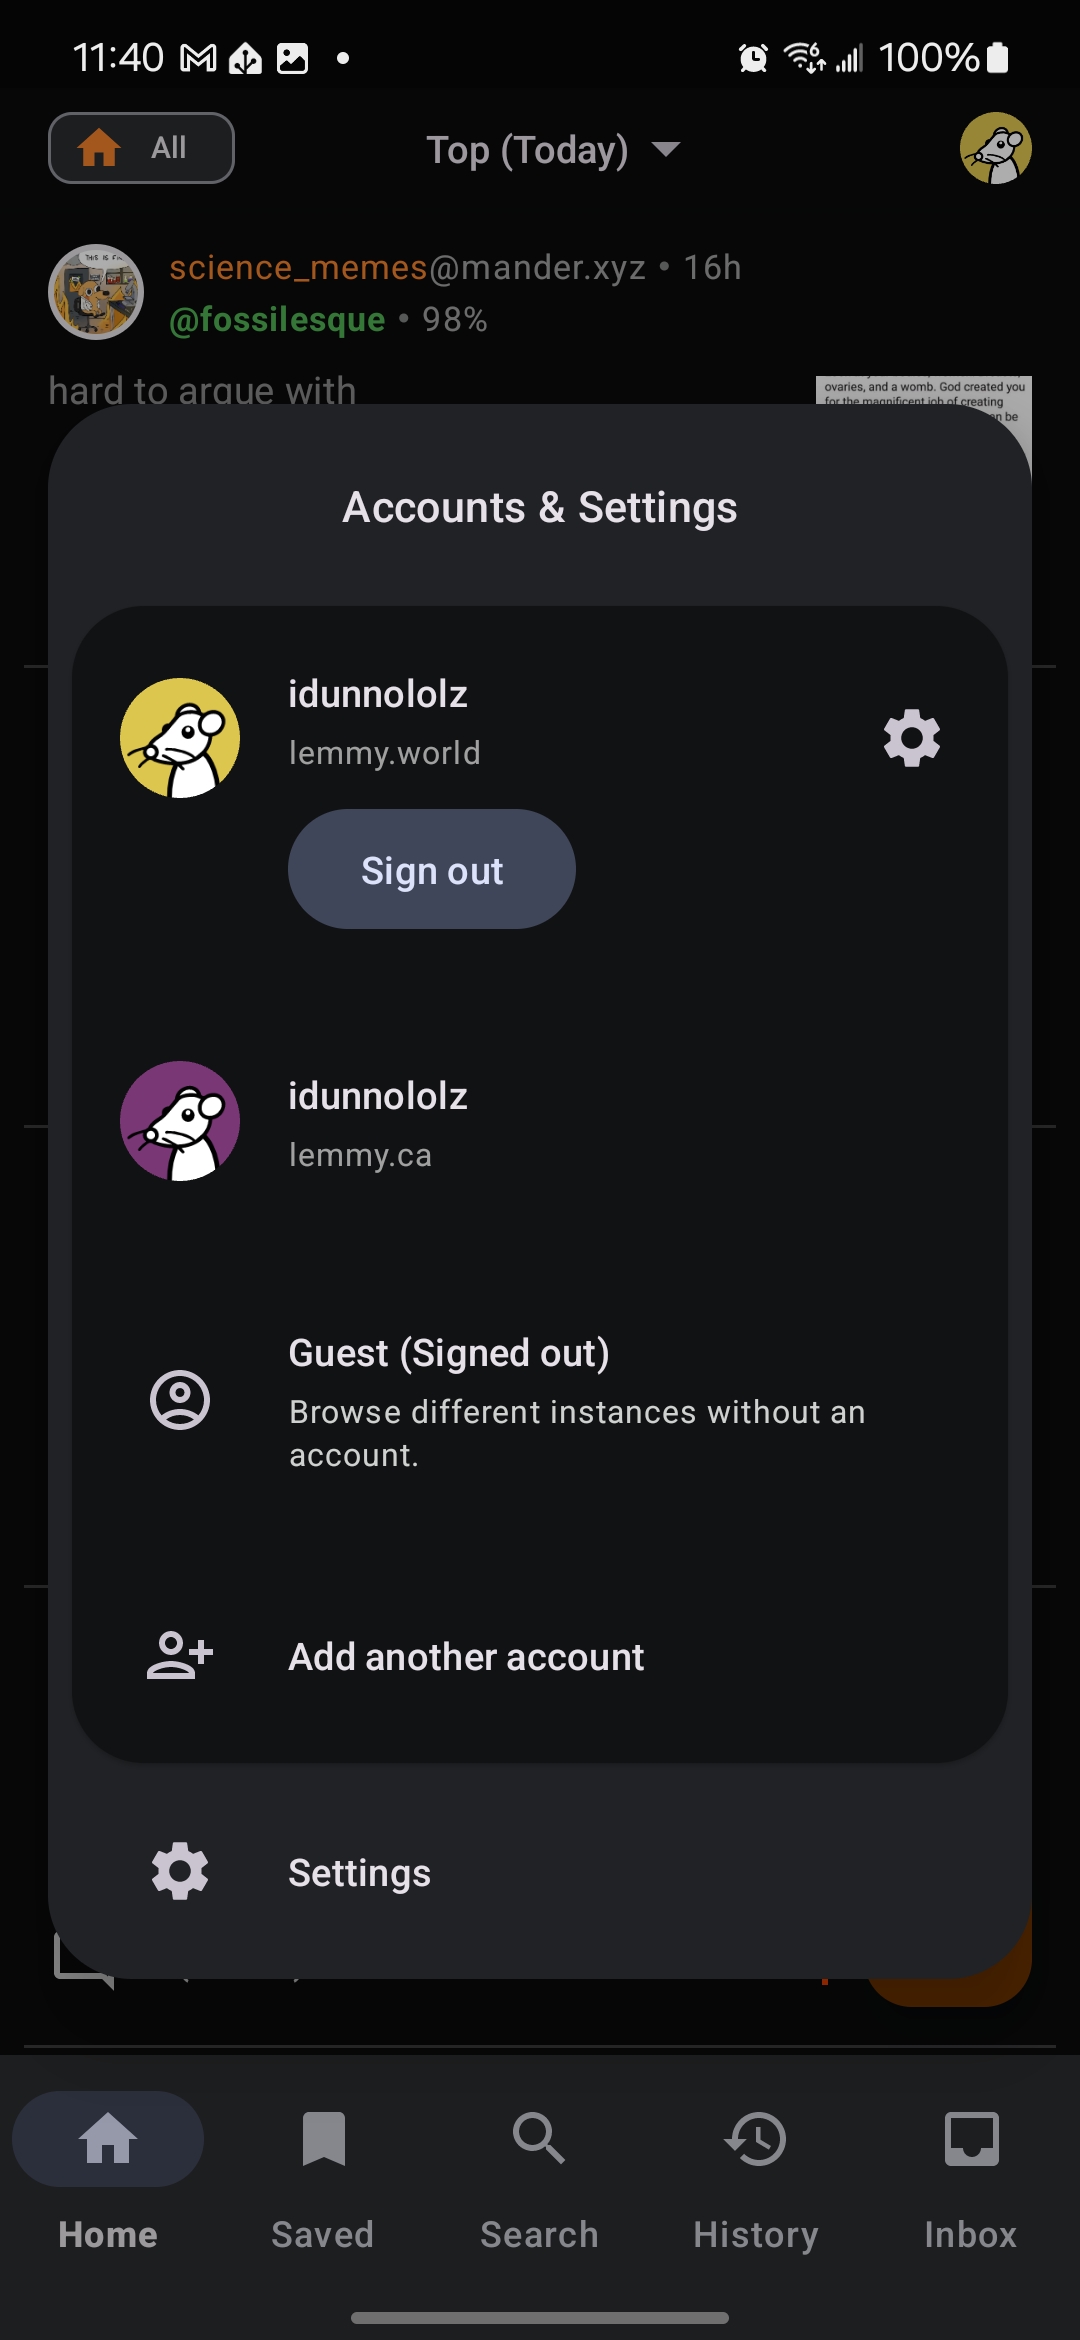 11:40
100%
All
Top (Today)
science_memes@mander.xyz • 16h
@fossilesque • 98%
hard to argue with
ovaries, and a womb. God created you
for the magnificent job of creating
an be
Accounts & Settings
idunnololz
lemmy.world
Sign out
idunnololz
lemmy.ca
Guest (Signed out)
Browse different instances without an
account.
Add another account
Settings
Home
Saved
Search
History
Inbox